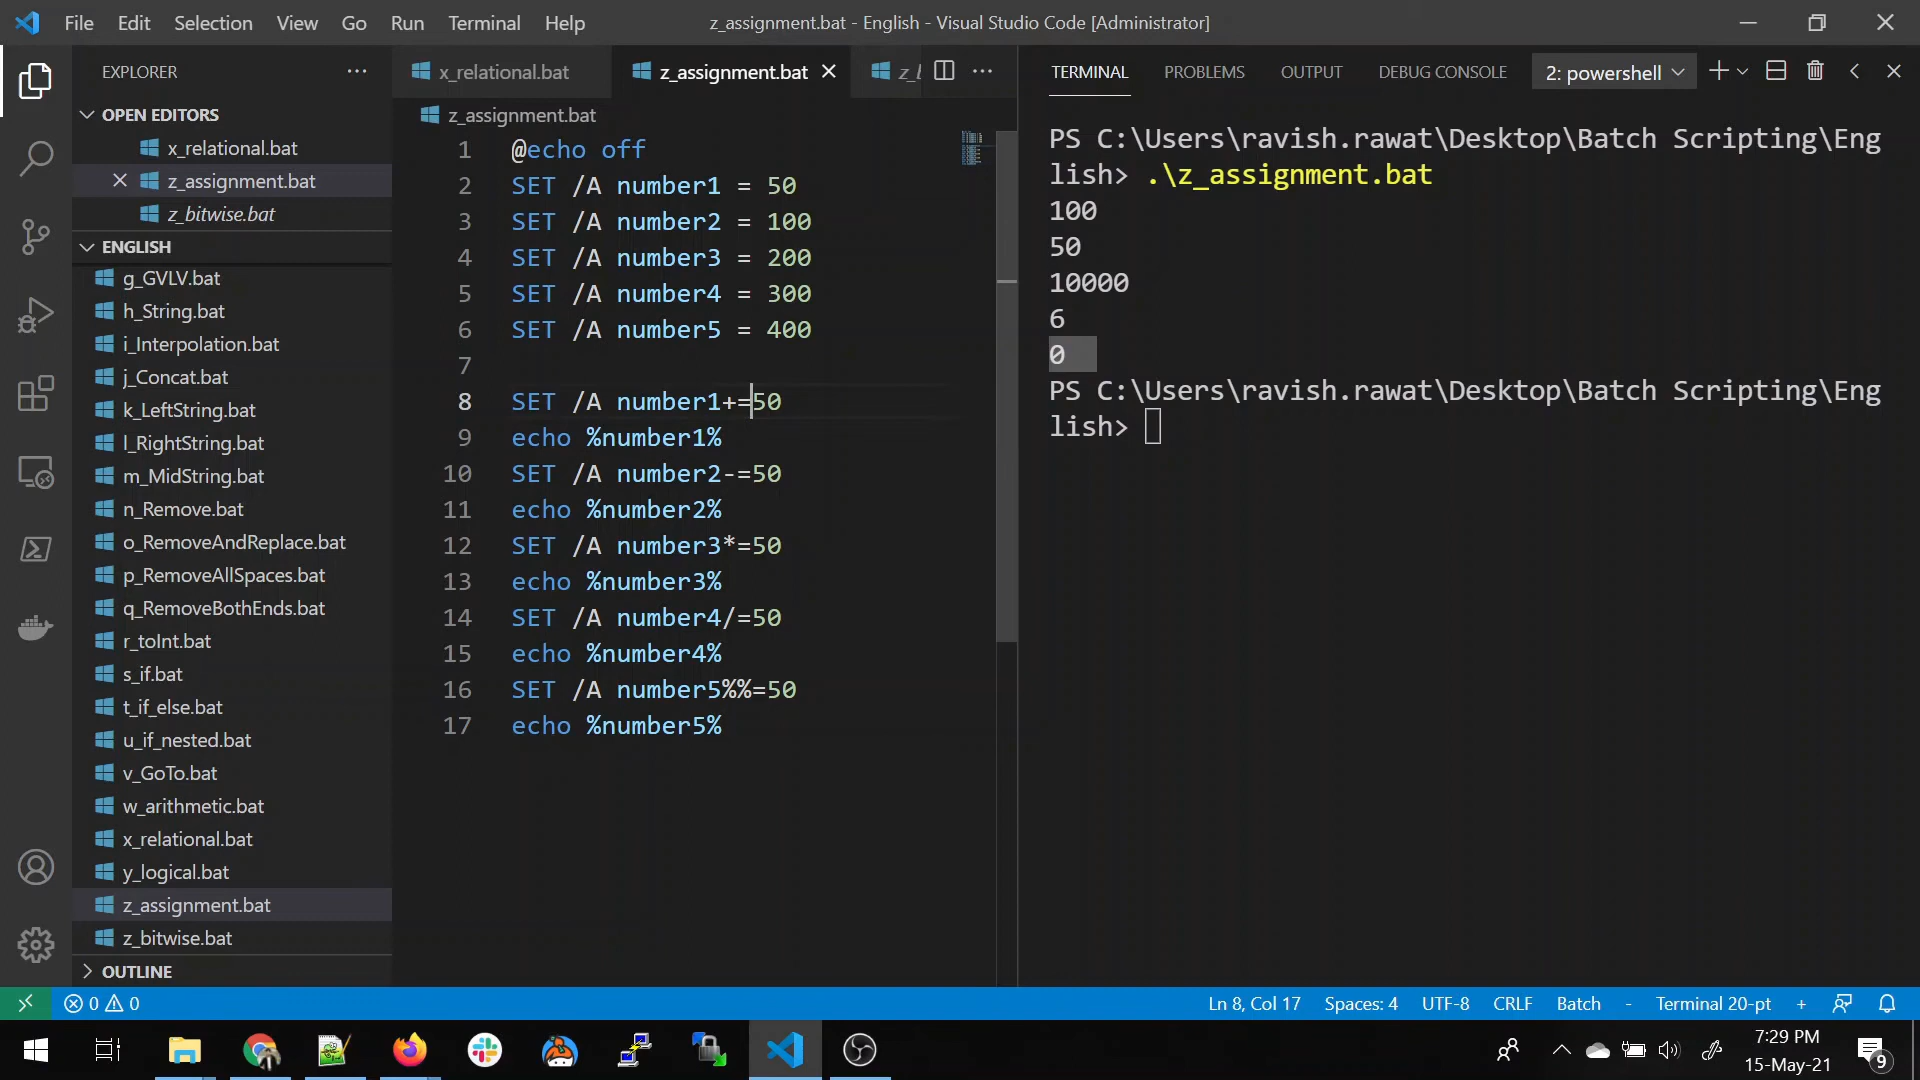 File Edit Selection View Go Run Terminal Help
z_assignment.bat - English - Visual Studio Code [Administrator]
EXPLORER
OPEN EDITORS
x_relational.bat
z_assignment.bat
z_bitwise.bat
ENGLISH
g_GVLV.bat
h_String.bat
i_Interpolation.bat
j_Concat.bat
k_LeftString.bat
l_RightString.bat
m_MidString.bat
n_Remove.bat
o_RemoveAndReplace.bat
p_RemoveAllSpaces.bat
q_RemoveBothEnds.bat
r_toInt.bat
s_if.bat
t_if_else.bat
u_if_nested.bat
v_GoTo.bat
w_arithmetic.bat
x_relational.bat
y_logical.bat
z_assignment.bat
z_bitwise.bat
OUTLINE
x_relational.bat z_assignment.bat
z_assignment.bat
1 @echo off
2 SET /A number1 = 50
3 SET /A number2 = 100
4 SET /A number3 = 200
5 SET /A number4 = 300
6 SET /A number5 = 400
7
8 SET /A number1+=50
9 echo %number1%
10 SET /A number2-=50
11 echo %number2%
12 SET /A number3*=50
13 echo %number3%
14 SET /A number4/=50
15 echo %number4%
16 SET /A number5%%=50
17 echo %number5%
TERMINAL PROBLEMS OUTPUT DEBUG CONSOLE 2: powershell
PS C:\Users\ravish.rawat\Desktop\Batch Scripting\Eng
lish> .\z_assignment.bat
100
50
10000
6
0
PS C:\Users\ravish.rawat\Desktop\Batch Scripting\Eng
lish>
0 0
Ln 8, Col 17 Spaces: 4 UTF-8 CRLF Batch - Terminal 20-pt +
7:29 PM
15-May-21
9